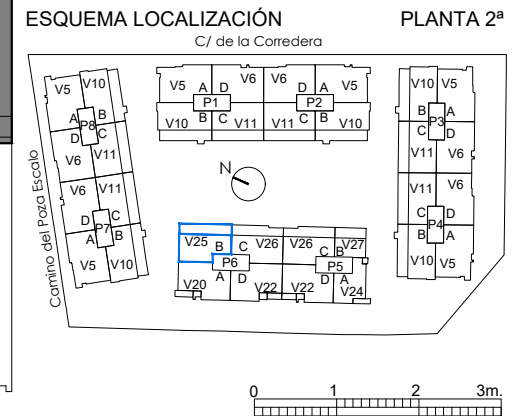 ESQUEMA LOCALIZACIÓN PLANTA 2ª
C/ de la Corredera
V5 V10
A B
P8
D C
V6 V11
V6 V11
D C
P7
A B
V5 V10
Camino del Poza Escalo
V5 A D V6 V6 D A V5
P1 P2
V10 B C V11 V11 C B V10
V10 V5
B A
P3
C D
V11 V6
V11 V6
C D
P4
B A
V10 V5
N
V25 B C V26 V26 C B V27
P6 P5
V20 A D V22 V22 D A V24
0 1 2 3m.